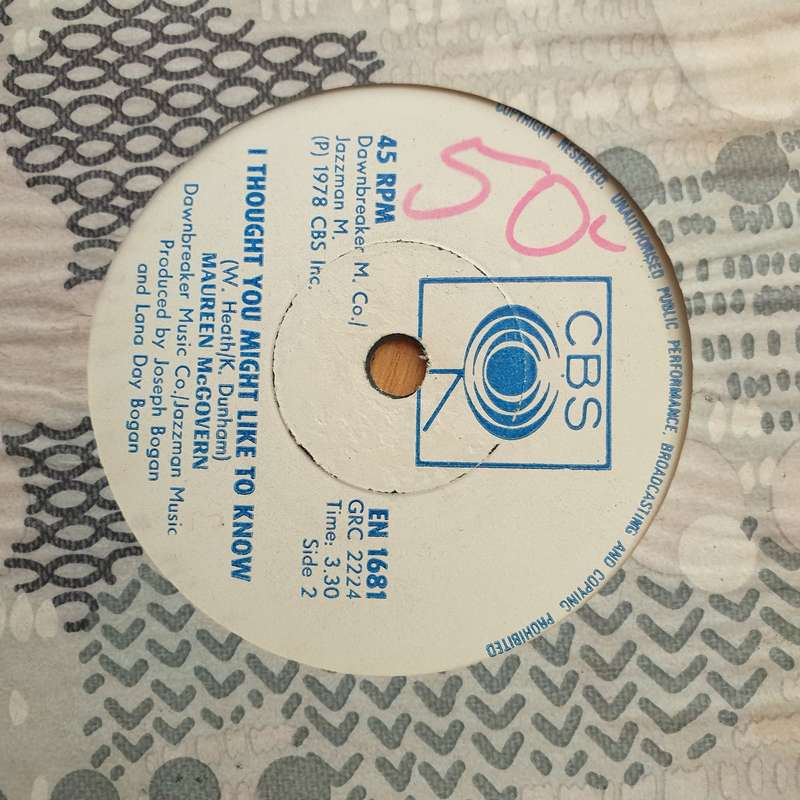 COPYRIGHT RESERVED. UNAUTHORISED PUBLIC PERFORMANCE, BROADCASTING AND COPYING PROHIBITED
CBS
50c
45 RPM
Dawnbreaker M. Co./
Jazzman M.
(P) 1978 CBS Inc.
EN 1681
GRC 2224
Time: 3.30
Side 2
I THOUGHT YOU MIGHT LIKE TO KNOW
(W. Heath/K. Dunham)
MAUREEN McGOVERN
Dawnbreaker Music Co./Jazzman Music
Produced by Joseph Bogan
and Lana Day Bogan